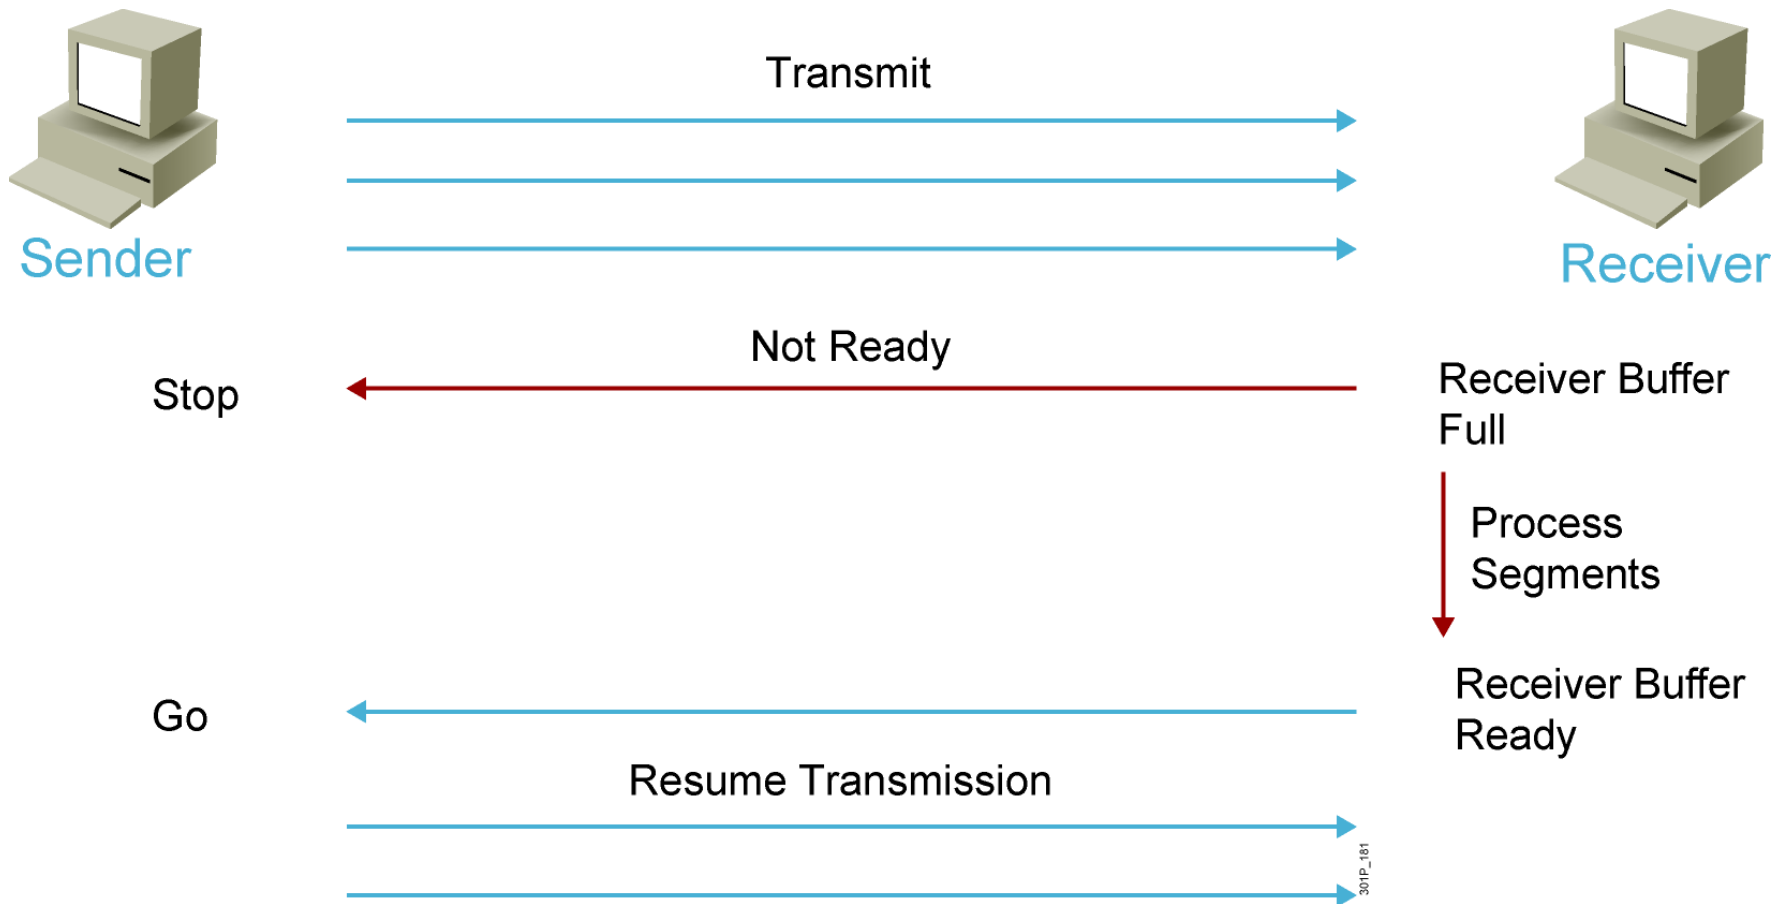 Transmit
Sender
Receiver
Not Ready
Stop
Receiver Buffer
Full
Process
Segments
Go
Receiver Buffer
Ready
Resume Transmission
301P_181